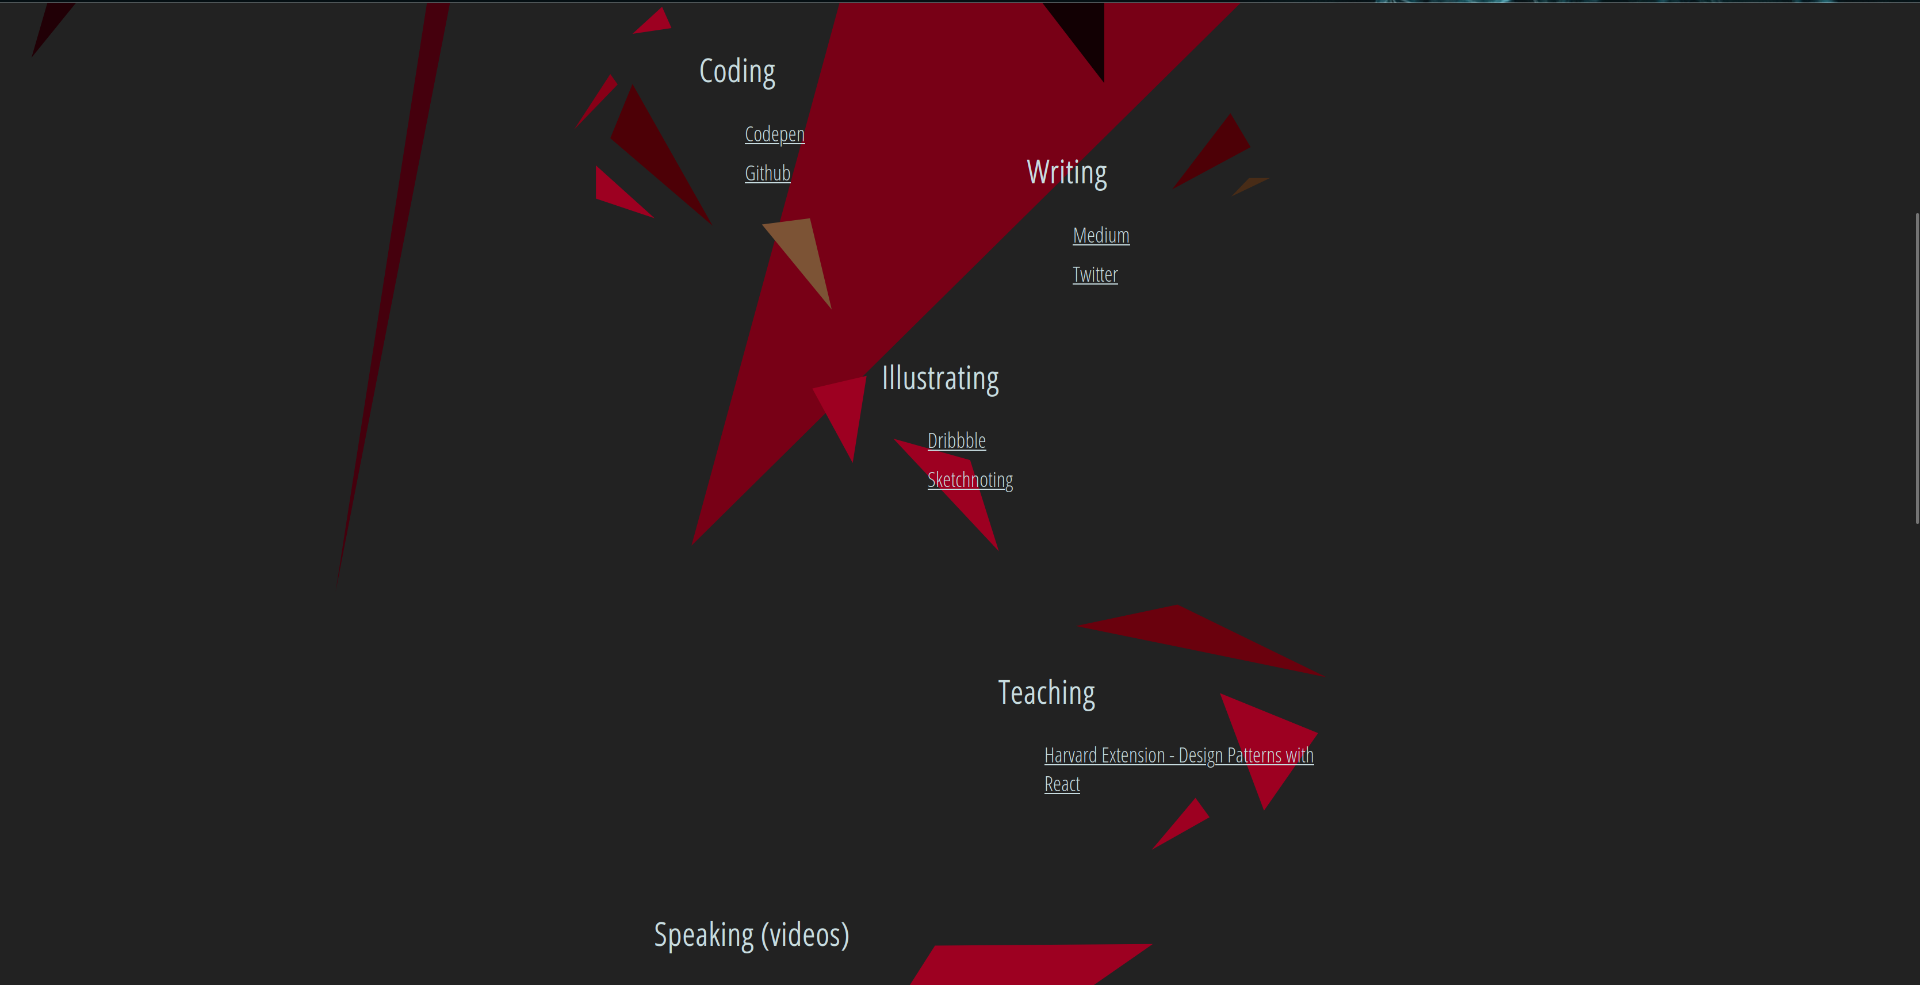 Coding
Codepen
Github
Writing
Medium
Twitter
Illustrating
Dribbble
Sketchnoting
Teaching
Harvard Extension - Design Patterns with
React
Speaking (videos)